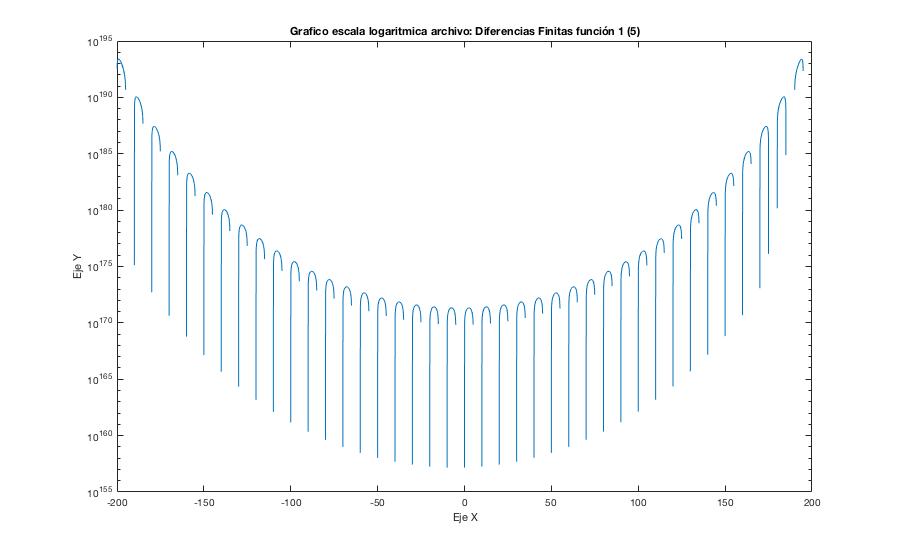 Grafico escala logaritmica archivo: Diferencias Finitas función 1 (5)
10^195
10^190
10^185
10^180
10^175
10^170
10^165
10^160
10^155
Eje Y
-200 -150 -100 -50 0 50 100 150 200
Eje X